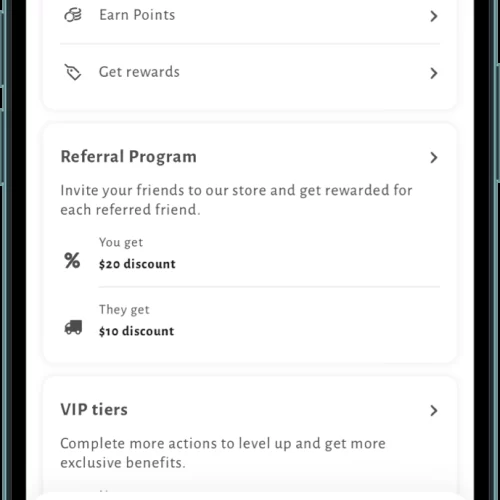 Earn Points
Get rewards
Referral Program
Invite your friends to our store and get rewarded for
each referred friend.
You get
$20 discount
They get
$10 discount
VIP tiers
Complete more actions to level up and get more
exclusive benefits.